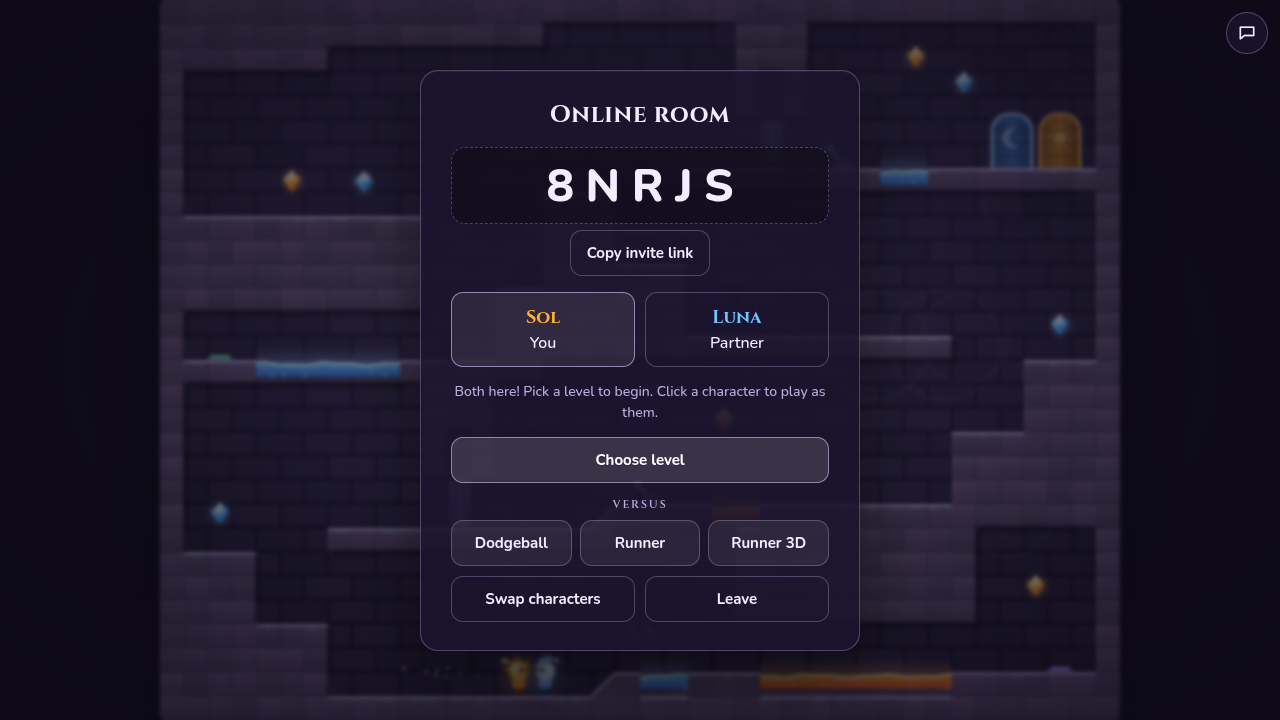 Online room
8NRJS
Copy invite link
Sol
You
Luna
Partner
Both here! Pick a level to begin. Click a character to play as
them.
Choose level
VERSUS
Dodgeball
Runner
Runner 3D
Swap characters
Leave